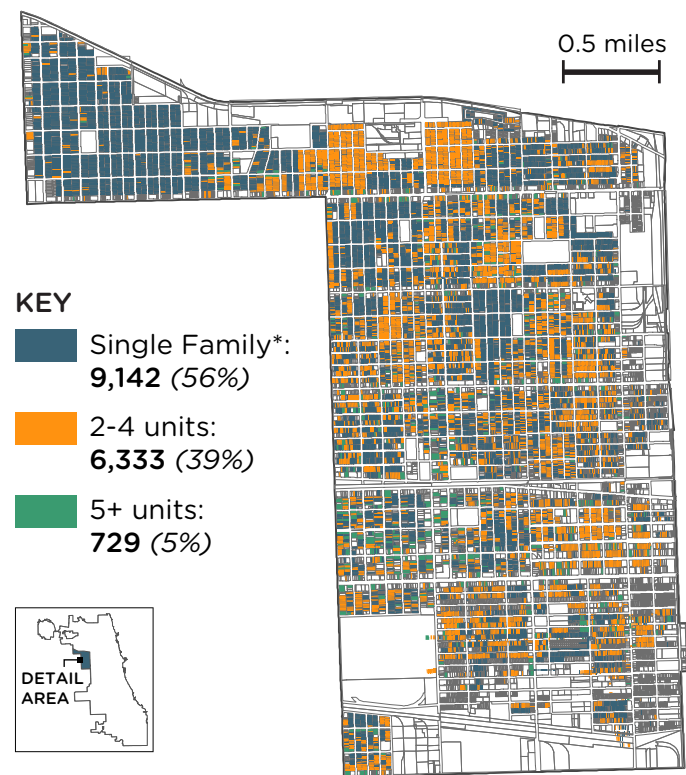 0.5 miles
KEY
Single Family*:
9,142 (56%)
2-4 units:
6,333 (39%)
5+ units:
729 (5%)
DETAIL
AREA